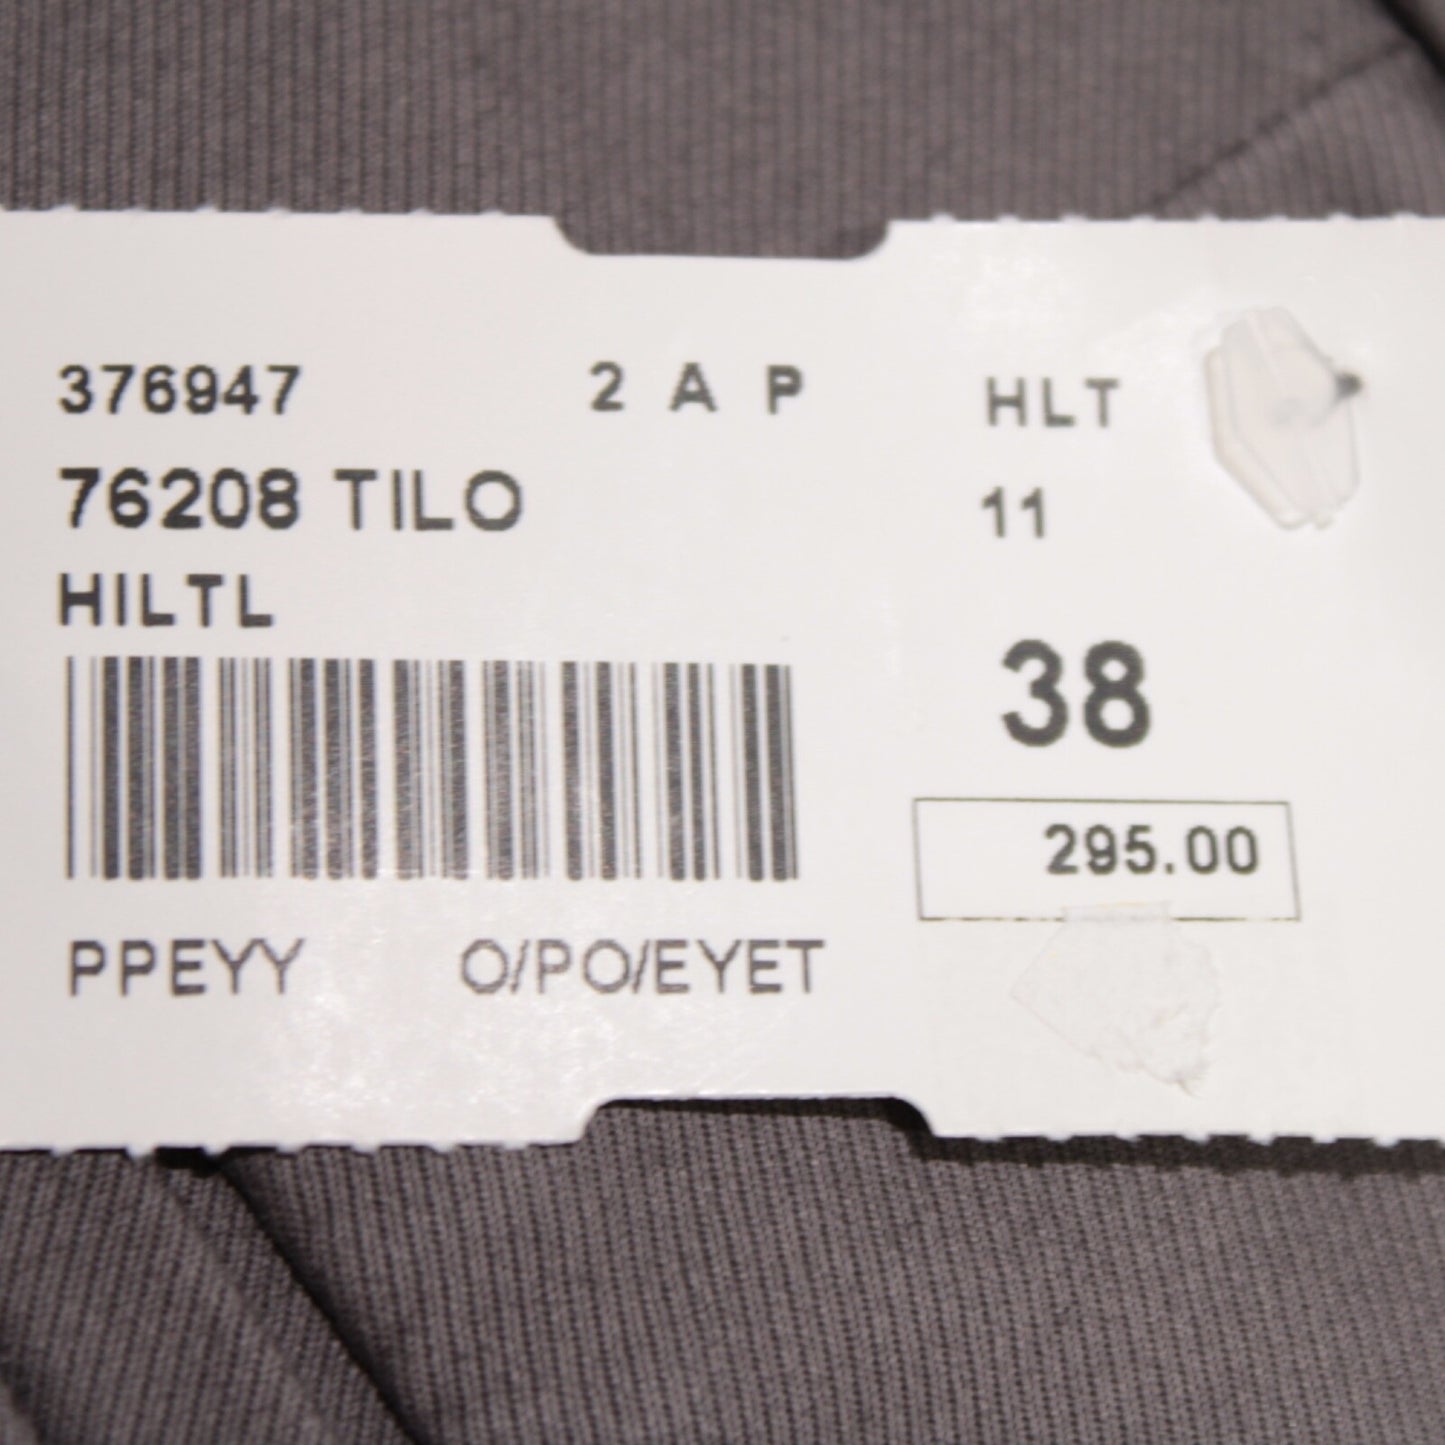 376947 2 A P HLT
76208 TILO 11
HILTL
38
295.00
PPEYY O/PO/EYET